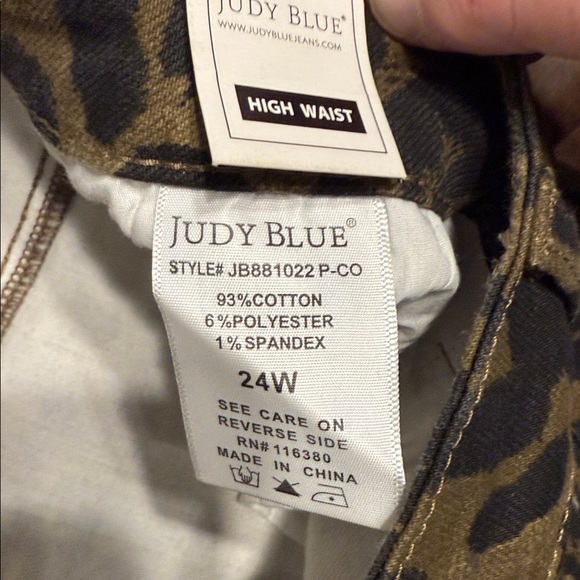 JUDY BLUE®
WWW.JUDYBLUEJEANS.COM
HIGH WAIST
JUDY BLUE®
STYLE# JB881022 P-CO
93%COTTON
6%POLYESTER
1%SPANDEX
24W
SEE CARE ON
REVERSE SIDE
RN# 116380
MADE IN CHINA